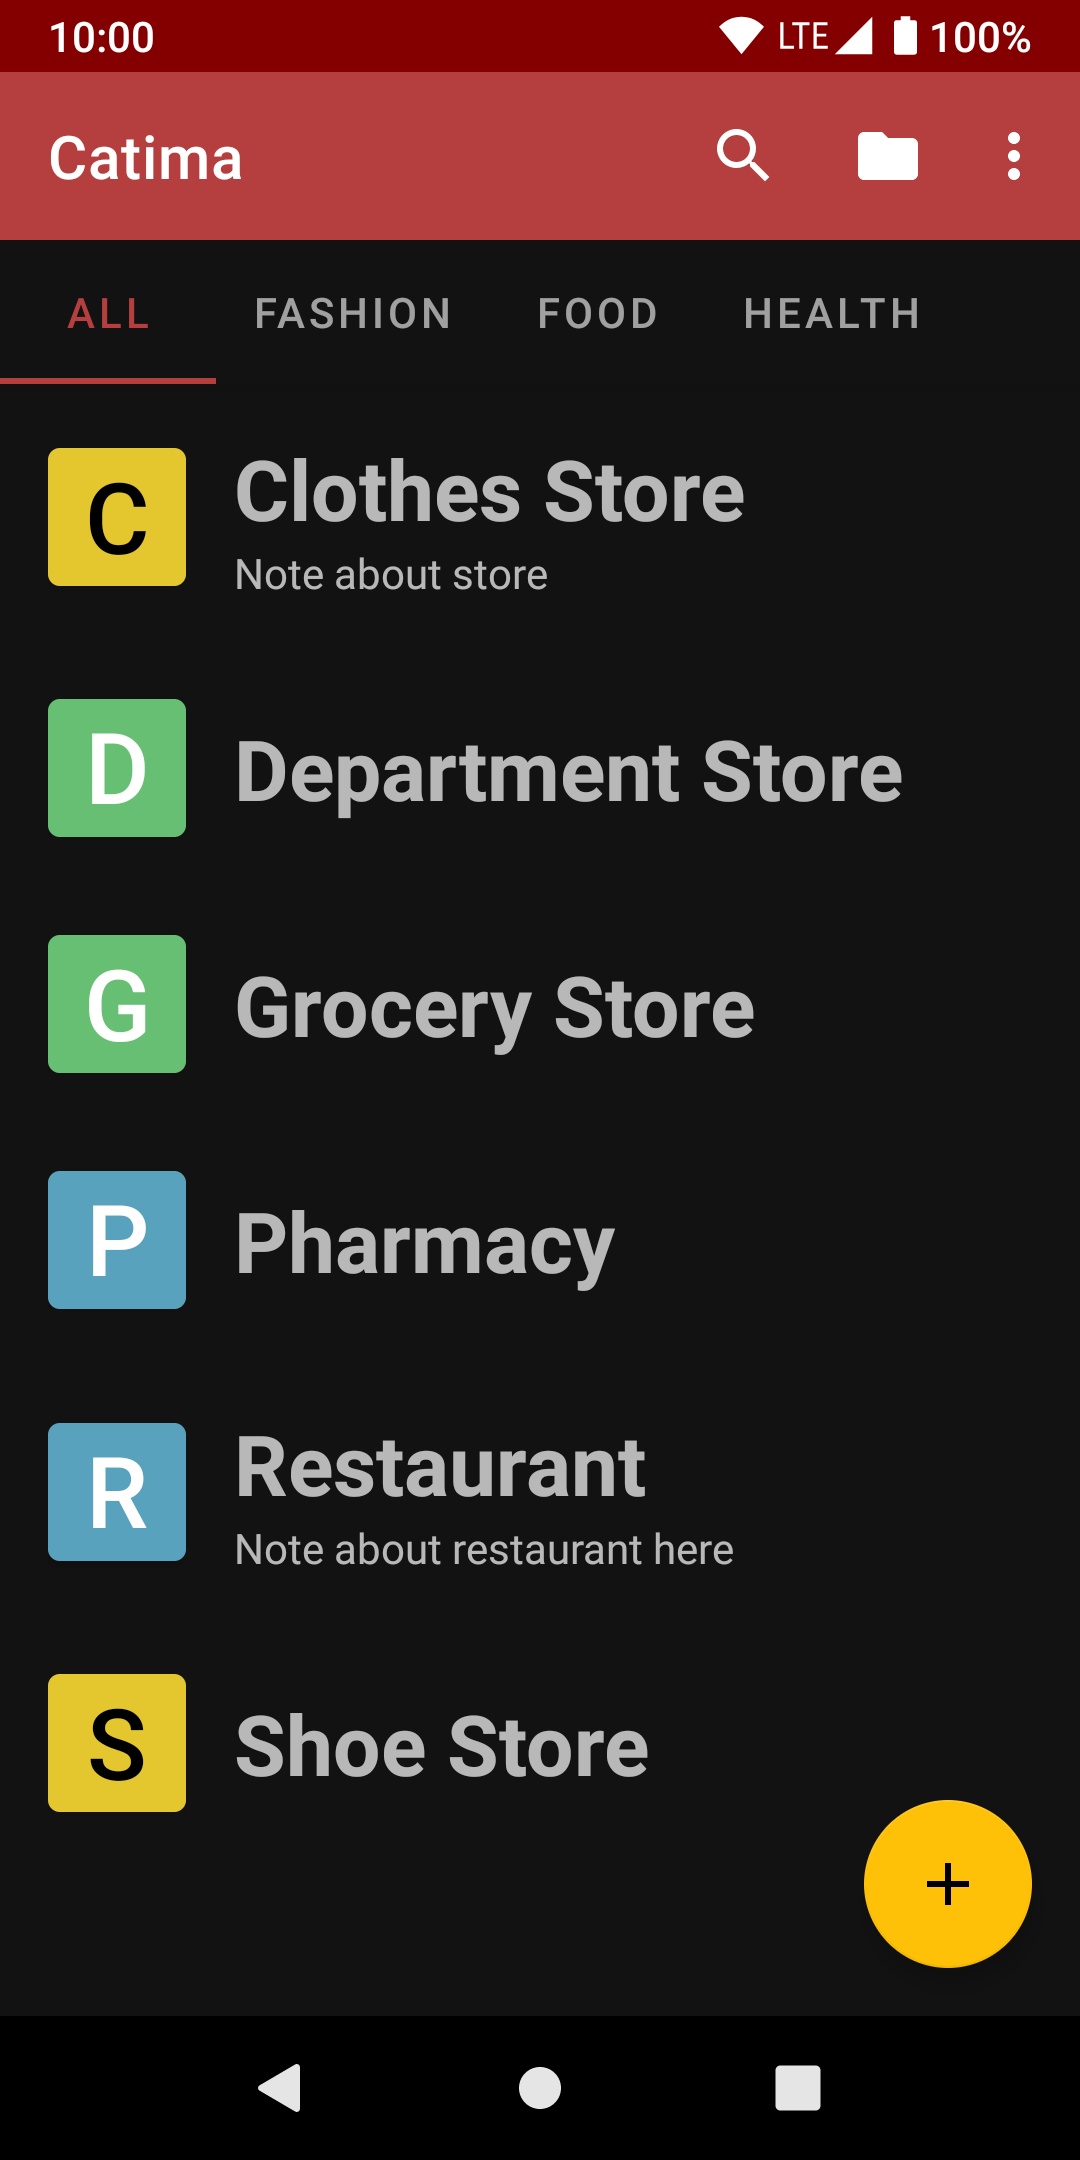 10:00 LTE 100%
Catima
ALL FASHION FOOD HEALTH
C
Clothes Store
Note about store
D
Department Store
G
Grocery Store
P
Pharmacy
R
Restaurant
Note about restaurant here
S
Shoe Store
+